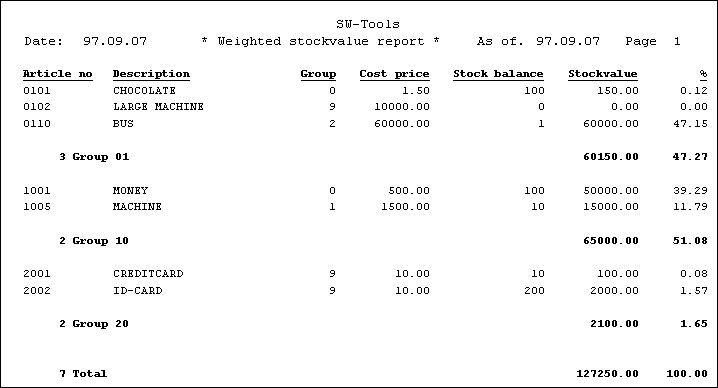 SW-Tools
Date: 97.09.07 * Weighted stockvalue report * As of. 97.09.07 Page 1
Article no Description Group Cost price Stock balance Stockvalue %
0101 CHOCOLATE 0 1.50 100 150.00 0.12
0102 LARGE MACHINE 9 10000.00 0 0.00 0.00
0110 BUS 2 60000.00 1 60000.00 47.15
3 Group 01 60150.00 47.27
1001 MONEY 0 500.00 100 50000.00 39.29
1005 MACHINE 1 1500.00 10 15000.00 11.79
2 Group 10 65000.00 51.08
2001 CREDITCARD 9 10.00 10 100.00 0.08
2002 ID-CARD 9 10.00 200 2000.00 1.57
2 Group 20 2100.00 1.65
7 Total 127250.00 100.00